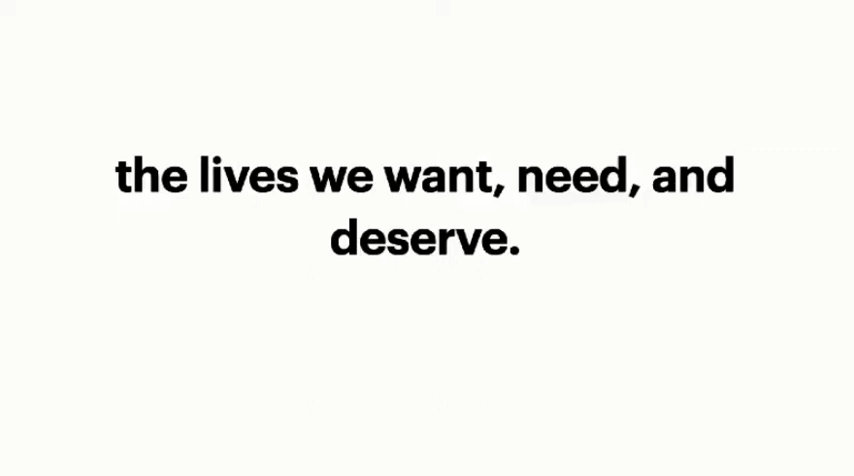 the lives we want, need, and
deserve.